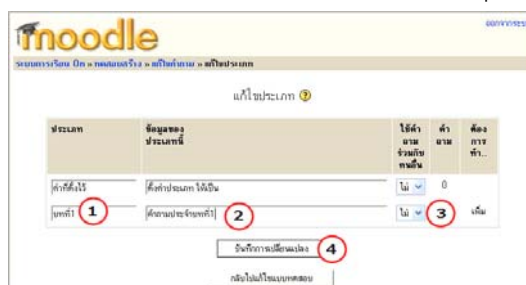 moodle
ออกจากระบ
ระบบการเรียน On » ทดสอบสร้าง » แก้ไขคำถาม » แก้ไขประเภท
แก้ไขประเภท
ประเภท ข้อมูลของประเภทนี้ ใช้คำถามร่วมกับคนอื่น คำถาม ต้องการทำ...
ค่าที่ตั้งไว้ ตั้งค่าประเภท ให้เป็น ไม่ 0
บทที่1 1 คำถามประจำบทที่1 2 ไม่ 3 เพิ่ม
บันทึกการเปลี่ยนแปลง 4
กลับไปแก้ไขแบบทดสอบ